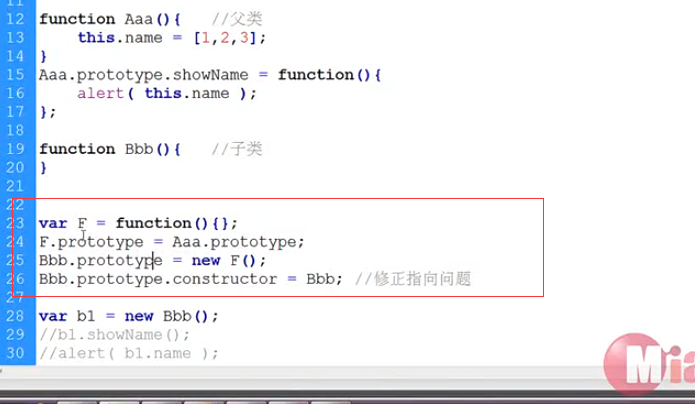 11
12 function Aaa(){   //父类
13     this.name = [1,2,3];
14 }
15 Aaa.prototype.showName = function(){
16     alert( this.name );
17 };
18
19 function Bbb(){   //子类
20 }
21
22
23 var F = function(){};
24 F.prototype = Aaa.prototype;
25 Bbb.prototype = new F();
26 Bbb.prototype.constructor = Bbb; //修正指向问题
27
28 var b1 = new Bbb();
29 //b1.showName();
30 //alert( b1.name );
Mia